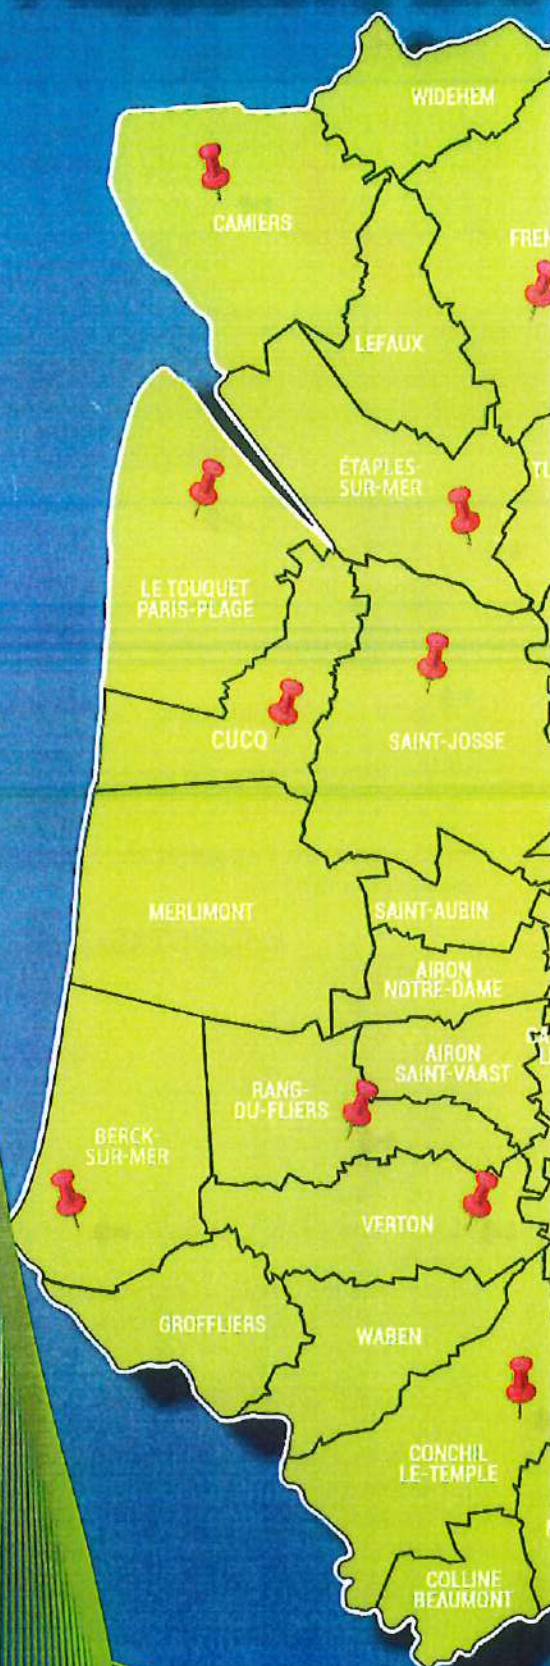 WIDEHEM
CAMIERS
LEFAUX
ÉTAPLES-
SUR-MER
LE TOUQUET
PARIS-PLAGE
CUCQ
SAINT-JOSSE
MERLIMONT
SAINT-AUBIN
AIRON
NOTRE-DAME
AIRON
SAINT-VAAST
RANG-
DU-FLIERS
BERCK-
SUR-MER
VERTON
GROFFLIERS
WABEN
CONCHIL
LE-TEMPLE
COLLINE
BEAUMONT